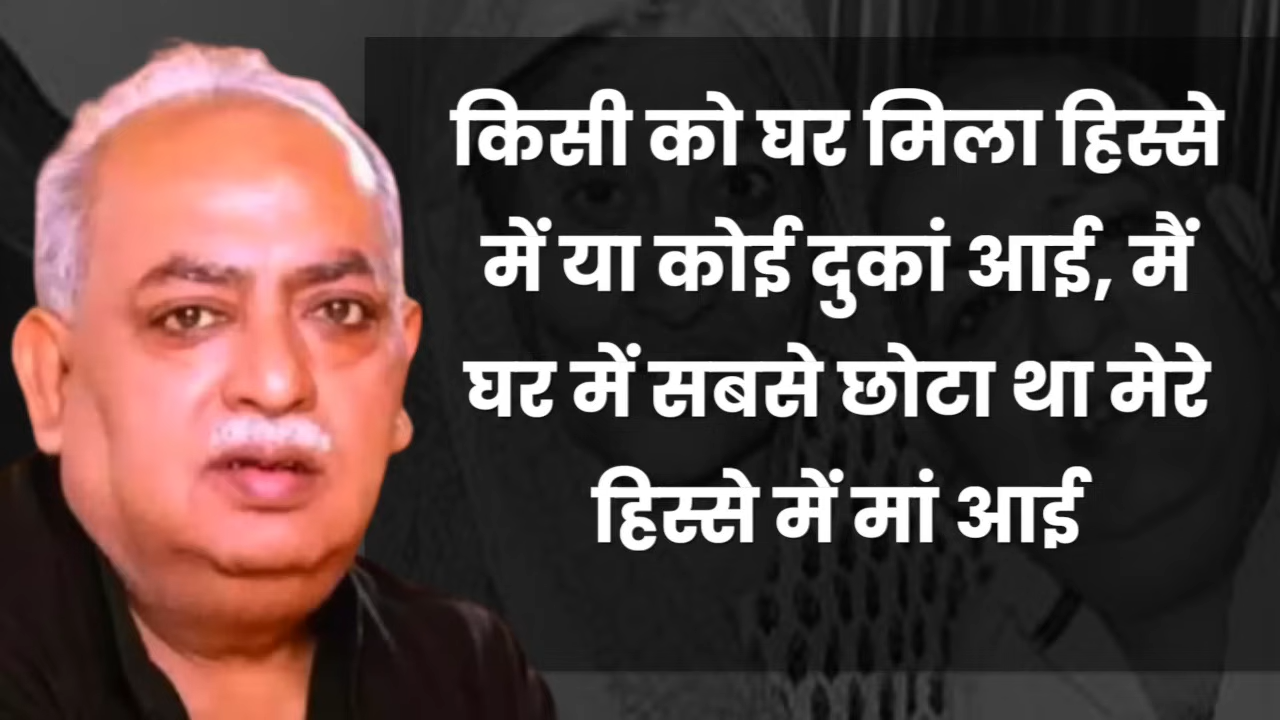 किसी को घर मिला हिस्से
में या कोई दुकां आई, मैं
घर में सबसे छोटा था मेरे
हिस्से में मां आई